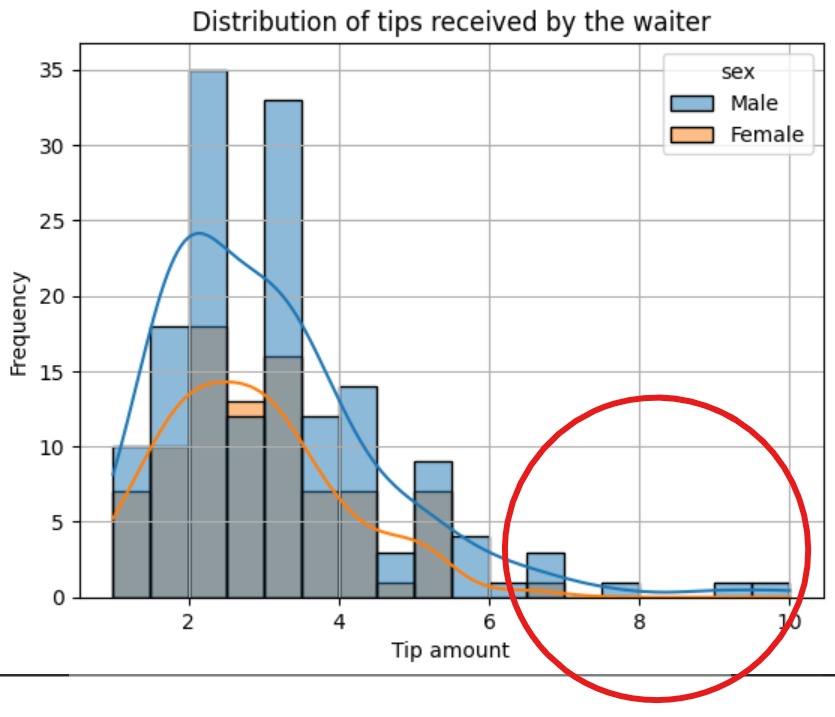 Distribution of tips received by the waiter
sex
Male
Female
35
30
25
20
15
10
5
0
Frequency
2 4 6 8 10
Tip amount